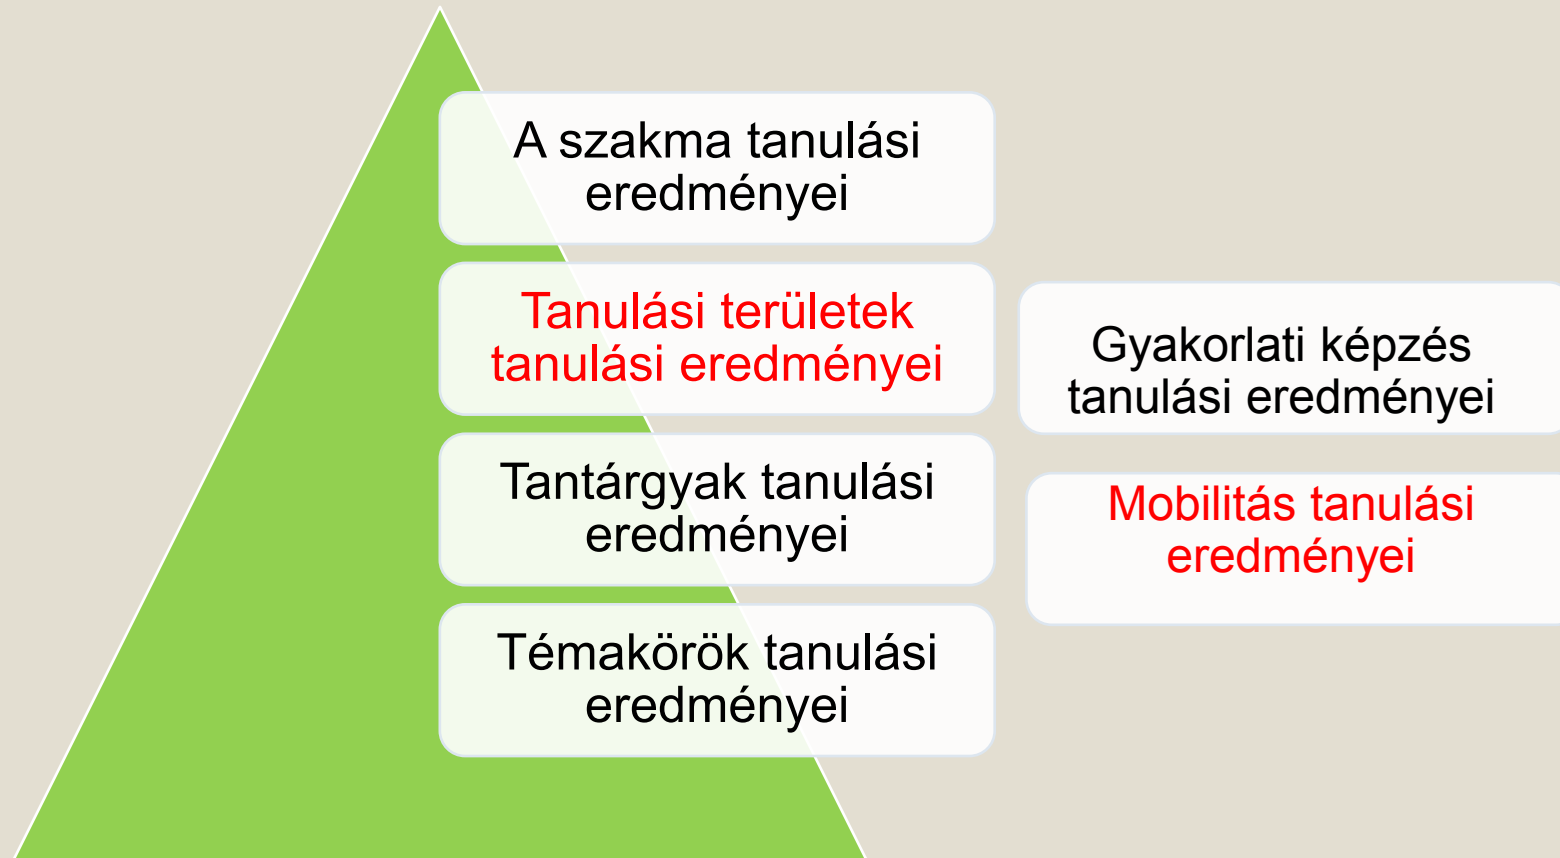 A szakma tanulási
eredményei
Tanulási területek
tanulási eredményei
Tantárgyak tanulási
eredményei
Témakörök tanulási
eredményei
Gyakorlati képzés
tanulási eredményei
Mobilitás tanulási
eredményei